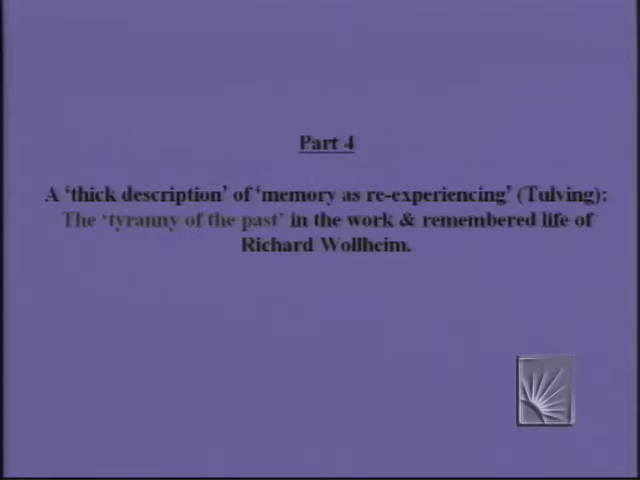 Part 4
A ‘thick description’ of ‘memory as re-experiencing’ (Tulving):
The ‘tyranny of the past’ in the work & remembered life of
Richard Wollheim.